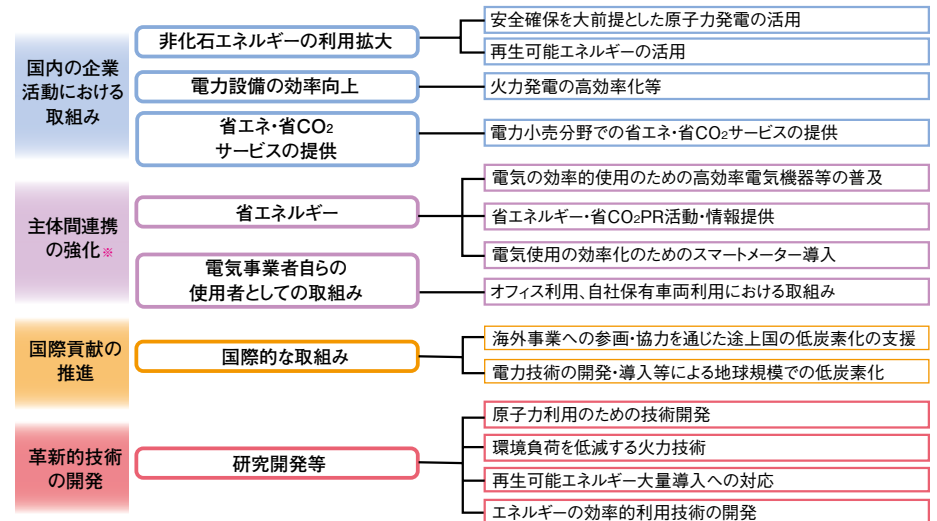 国内の企業
活動における
取組み
非化石エネルギーの利用拡大
安全確保を大前提とした原子力発電の活用
再生可能エネルギーの活用
電力設備の効率向上
火力発電の高効率化等
省エネ・省CO₂
サービスの提供
電力小売分野での省エネ・省CO₂サービスの提供
主体間連携
の強化※
省エネルギー
電気の効率的使用のための高効率電気機器等の普及
省エネルギー・省CO₂PR活動・情報提供
電気使用の効率化のためのスマートメーター導入
電気事業者自らの
使用者としての取組み
オフィス利用、自社保有車両利用における取組み
国際貢献の
推進
国際的な取組み
海外事業への参画・協力を通じた途上国の低炭素化の支援
電力技術の開発・導入等による地球規模での低炭素化
革新的技術
の開発
研究開発等
原子力利用のための技術開発
環境負荷を低減する火力技術
再生可能エネルギー大量導入への対応
エネルギーの効率的利用技術の開発